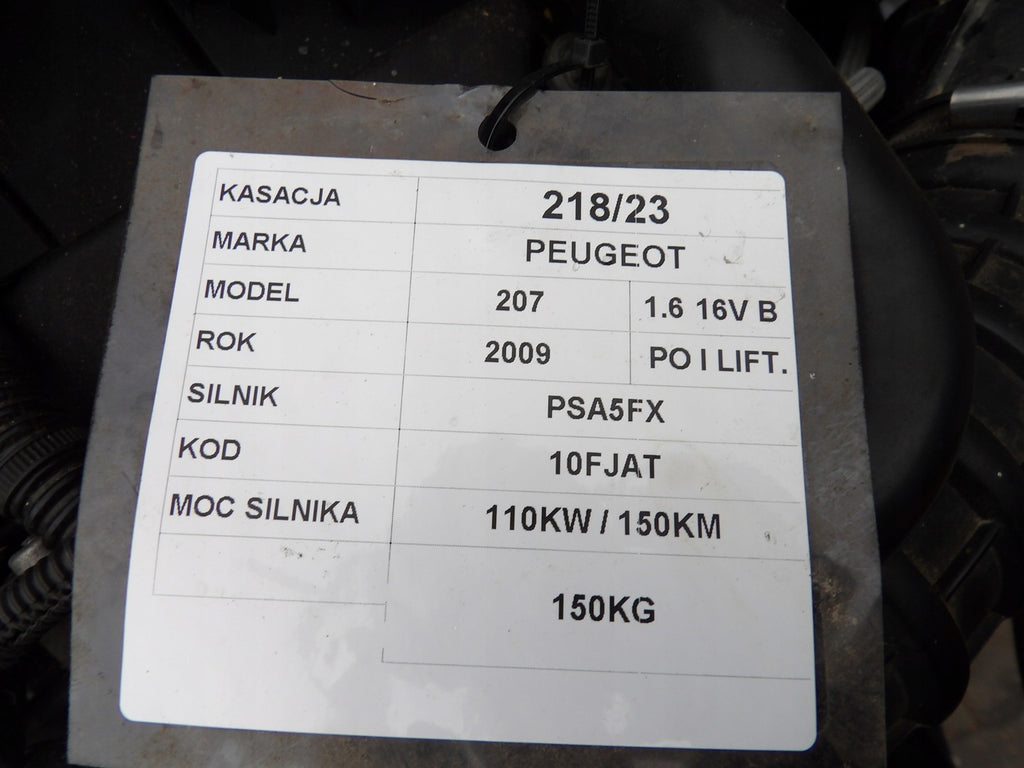 KASACJA 218/23
MARKA PEUGEOT
MODEL 207 1.6 16V B
ROK 2009 PO I LIFT.
SILNIK PSA5FX
KOD 10FJAT
MOC SILNIKA 110KW / 150KM
150KG